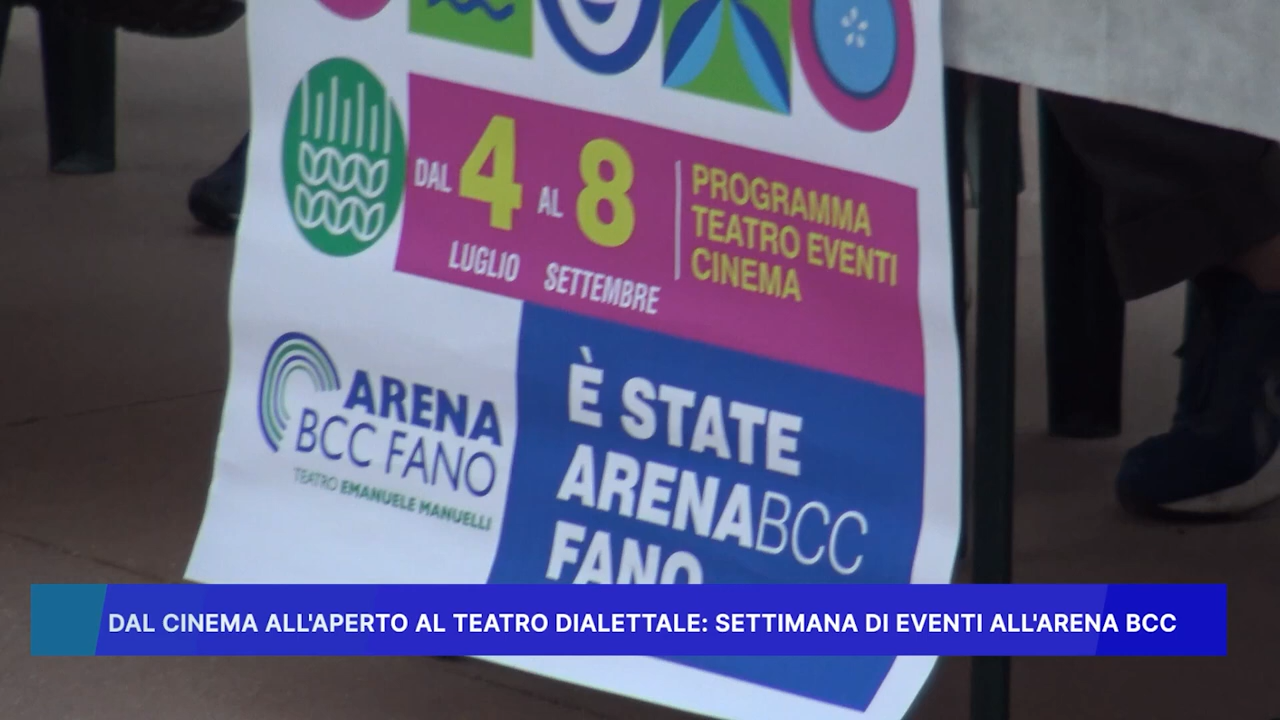 DAL 4 AL 8
LUGLIO SETTEMBRE
PROGRAMMA
TEATRO EVENTI
CINEMA
ARENA
BCC FANO
TEATRO EMANUELE MANUELLI
È STATE
ARENABCC
FANO
DAL CINEMA ALL'APERTO AL TEATRO DIALETTALE: SETTIMANA DI EVENTI ALL'ARENA BCC